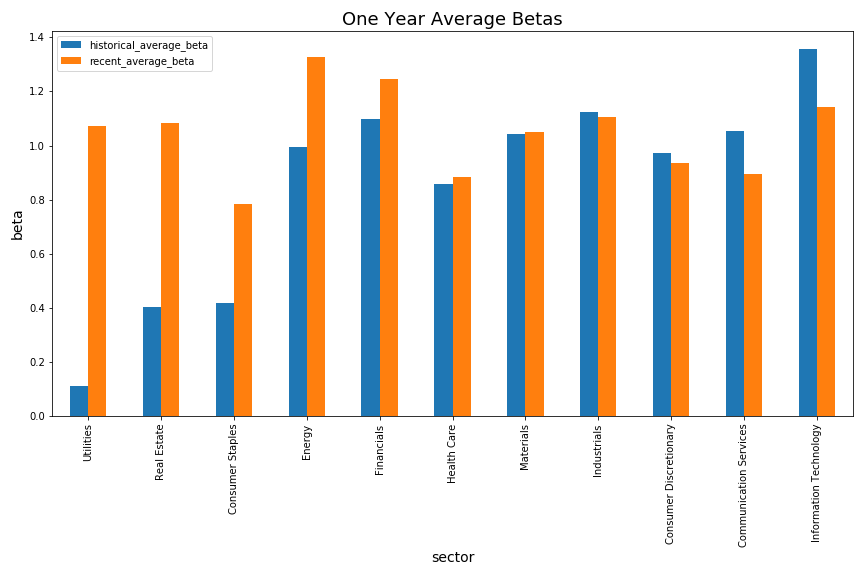 One Year Average Betas
historical_average_beta
recent_average_beta
1.4
1.2
1.0
0.8
0.6
0.4
0.2
0.0
beta
Utilities
Real Estate
Consumer Staples
Energy
Financials
Health Care
Materials
Industrials
Consumer Discretionary
Communication Services
Information Technology
sector